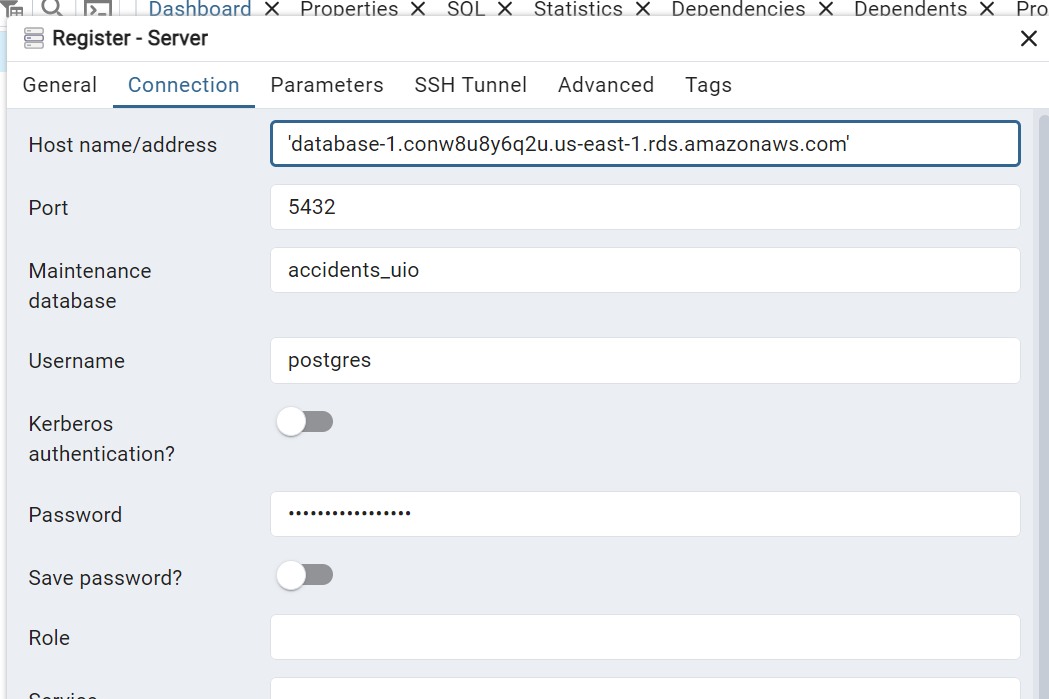 Dashboard Properties SQL Statistics Dependencies Dependents Pro
Register - Server
General Connection Parameters SSH Tunnel Advanced Tags
Host name/address 'database-1.conw8u8y6q2u.us-east-1.rds.amazonaws.com'
Port 5432
Maintenance
database accidents_uio
Username postgres
Kerberos
authentication?
Password •••••••••••••••••
Save password?
Role
Service